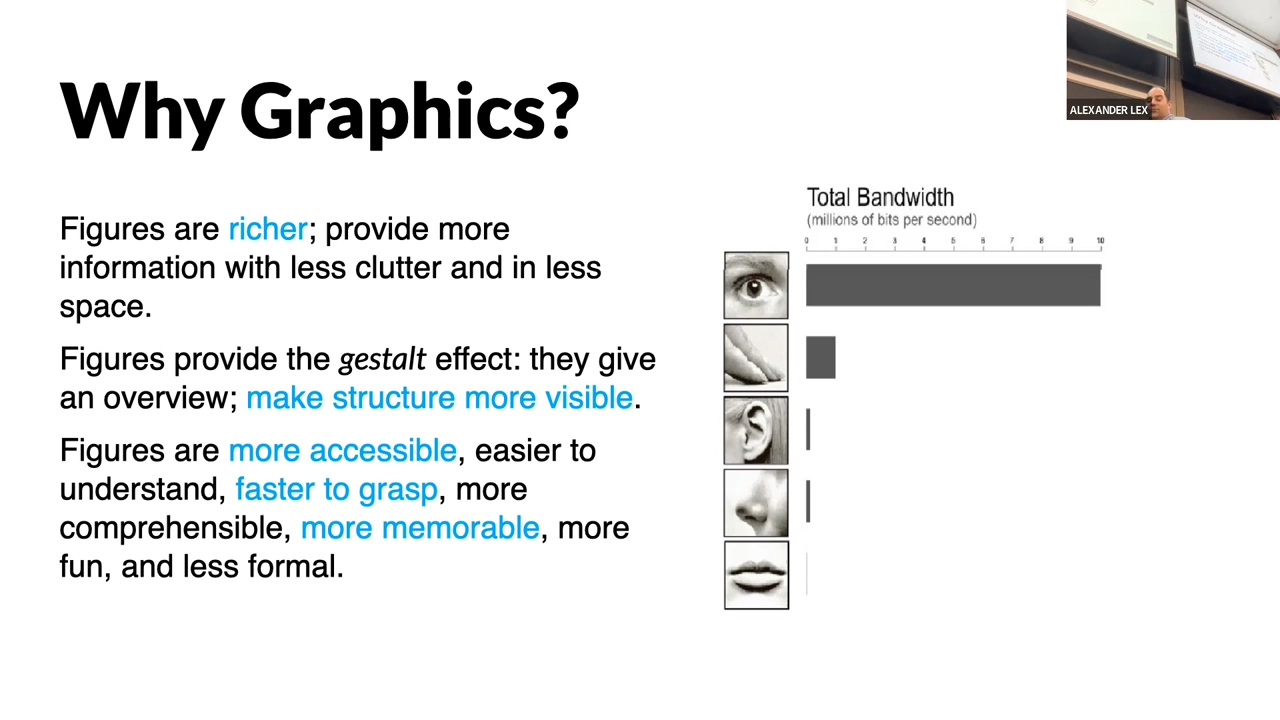 Why Graphics?
Figures are richer; provide more
information with less clutter and in less
space.
Figures provide the gestalt effect: they give
an overview; make structure more visible.
Figures are more accessible, easier to
understand, faster to grasp, more
comprehensible, more memorable, more
fun, and less formal.
Total Bandwidth
(millions of bits per second)
0 1 2 3 4 5 6 7 8 9 10
ALEXANDER LEX